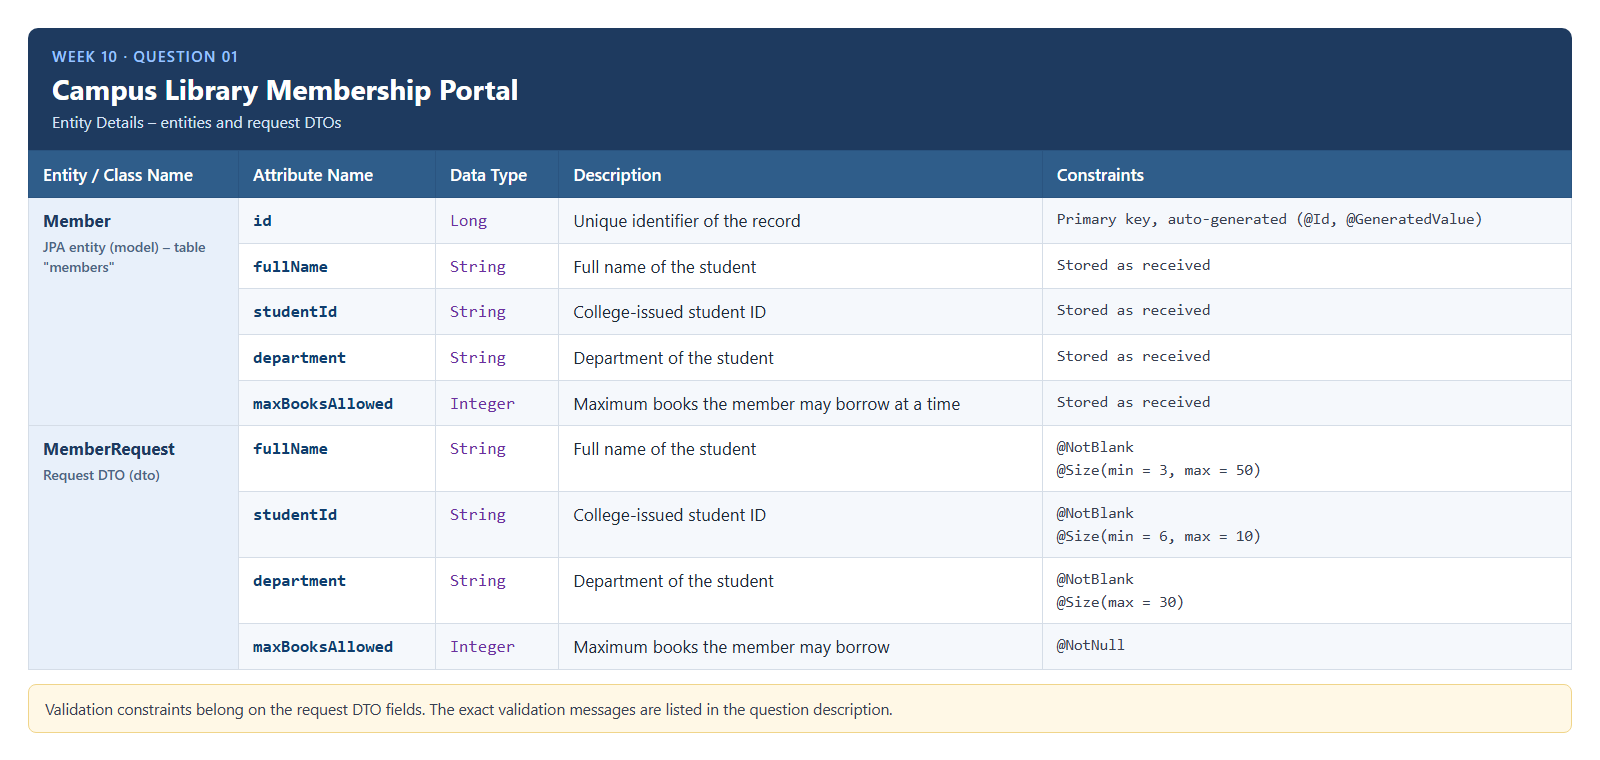 WEEK 10 · QUESTION 01
Campus Library Membership Portal
Entity Details – entities and request DTOs
Entity / Class Name Attribute Name Data Type Description Constraints
Member id Long Unique identifier of the record Primary key, auto-generated (@Id, @GeneratedValue)
JPA entity (model) – table
"members"
fullName String Full name of the student Stored as received
studentId String College-issued student ID Stored as received
department String Department of the student Stored as received
maxBooksAllowed Integer Maximum books the member may borrow at a time Stored as received
MemberRequest fullName String Full name of the student @NotBlank
Request DTO (dto) @Size(min = 3, max = 50)
studentId String College-issued student ID @NotBlank
@Size(min = 6, max = 10)
department String Department of the student @NotBlank
@Size(max = 30)
maxBooksAllowed Integer Maximum books the member may borrow @NotNull
Validation constraints belong on the request DTO fields. The exact validation messages are listed in the question description.